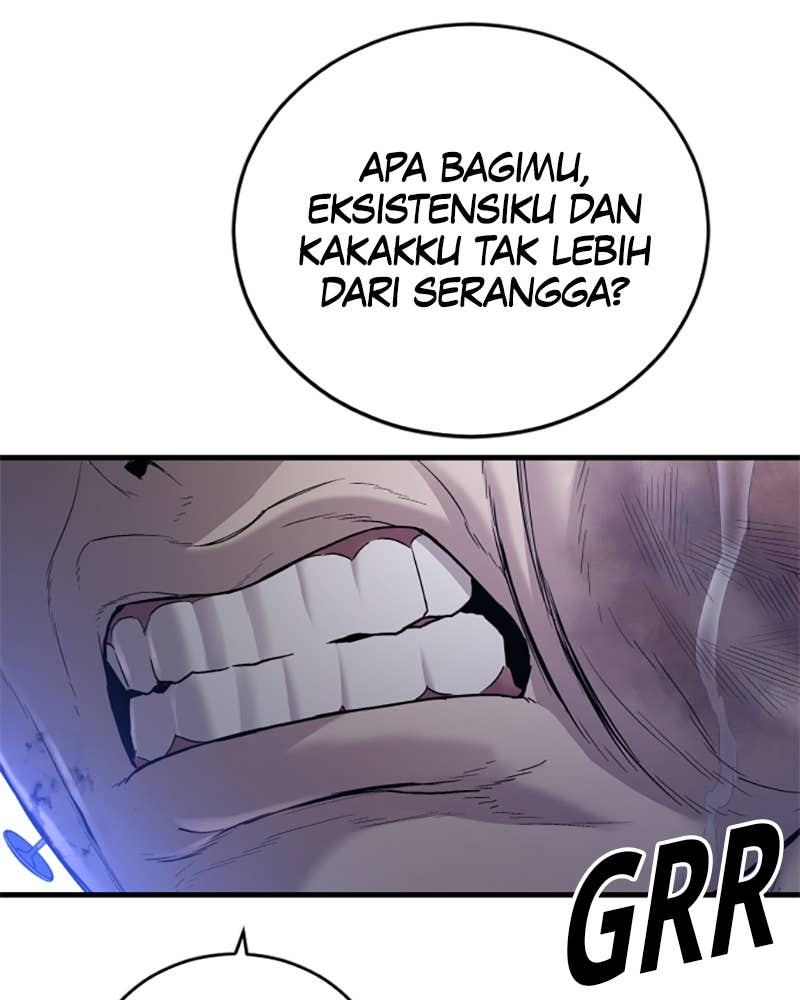 APA BAGIMU,
EKSISTENSIKU DAN
KAKAKKU TAK LEBIH
DARI SERANGGA?
GRR